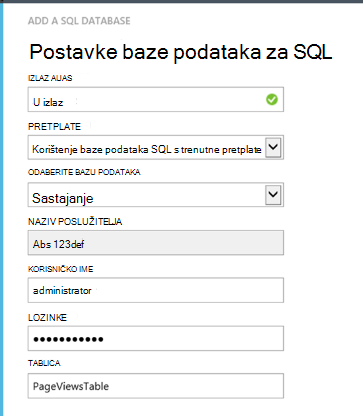 ADD A SQL DATABASE
Postavke baze podataka za SQL
IZLAZ ALIAS
U izlaz
PRETPLATE
Korištenje baze podataka SQL s trenutne pretplate
ODABERITE BAZU PODATAKA
Sastajanje
NAZIV POSLUŽITELJA
Abs 123def
KORISNIČKO IME
administrator
LOZINKE
●●●●●●●●●●●
TABLICA
PageViewsTable